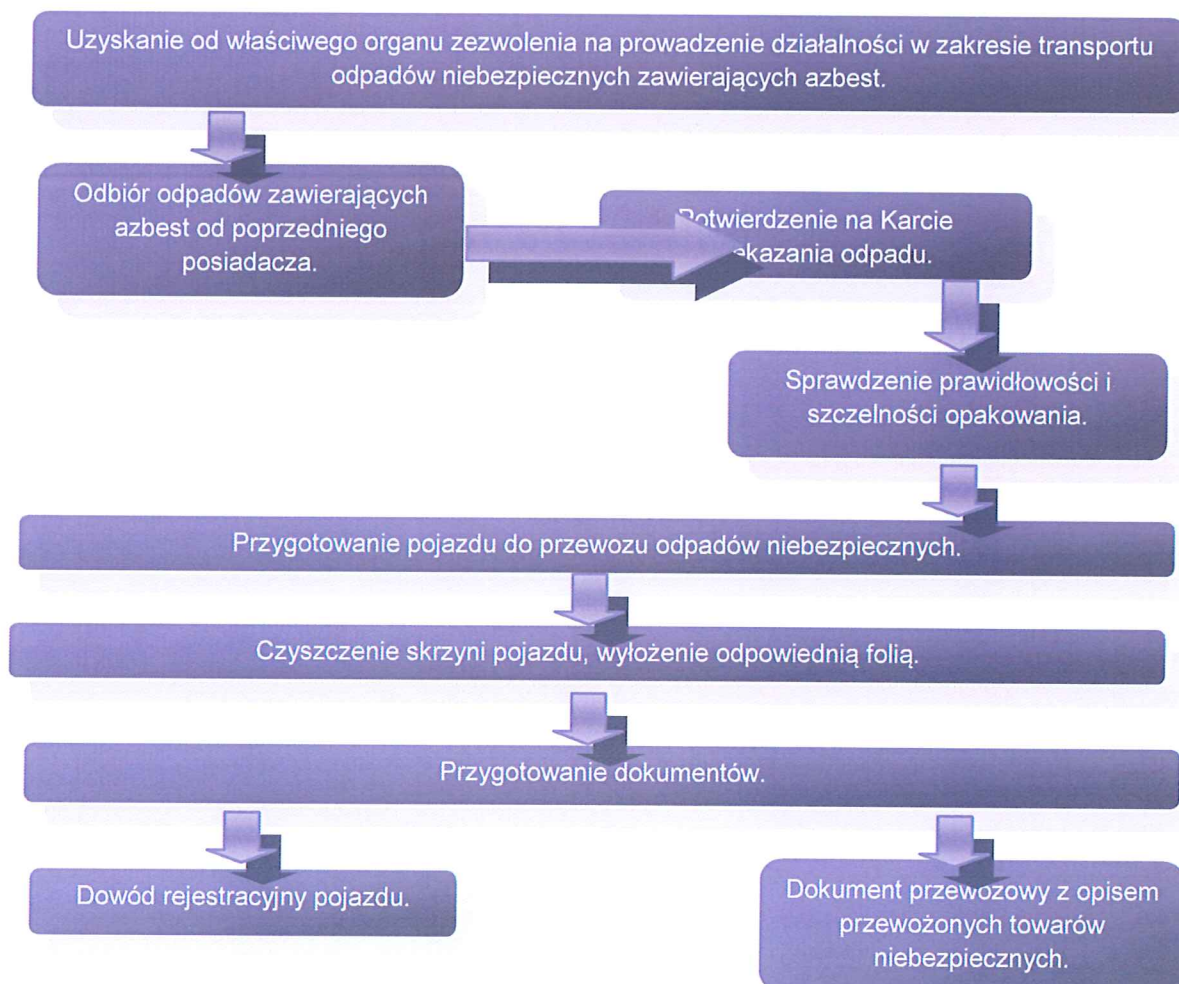 Uzyskanie od właściwego organu zezwolenia na prowadzenie działalności w zakresie transportu
odpadów niebezpiecznych zawierających azbest.
Odbiór odpadów zawierających
azbest od poprzedniego
posiadacza.
Potwierdzenie na Karcie
ekazania odpadu.
Sprawdzenie prawidłowości i
szczelności opakowania.
Przygotowanie pojazdu do przewozu odpadów niebezpiecznych.
Czyszczenie skrzyni pojazdu, wyłożenie odpowiednią folią.
Przygotowanie dokumentów.
Dowód rejestracyjny pojazdu.
Dokument przewozowy z opisem
przewożonych towarów
niebezpiecznych.